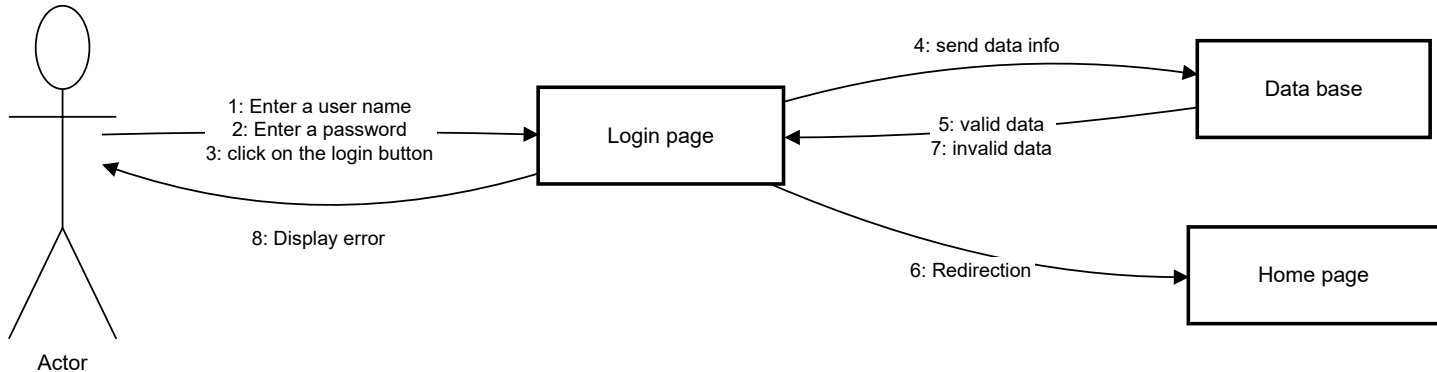 1: Enter a user name
2: Enter a password
3: click on the login button
8: Display error
Actor
Login page
4: send data info
5: valid data
7: invalid data
6: Redirection
Data base
Home page